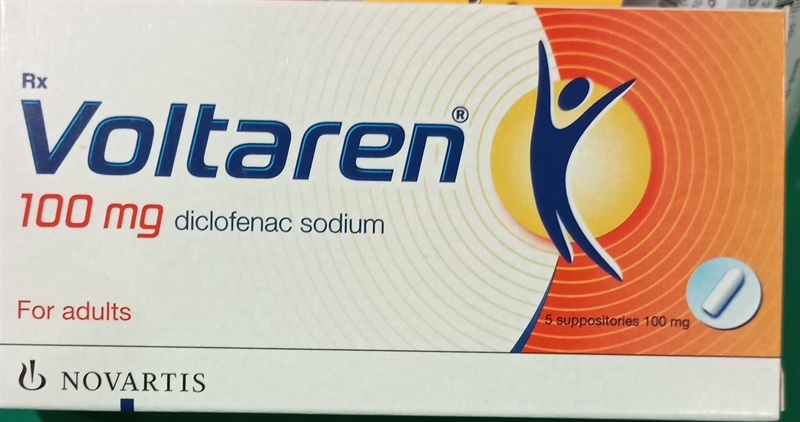 Rx
Voltaren®
100 mg diclofenac sodium
For adults
5 suppositories 100 mg
NOVARTIS